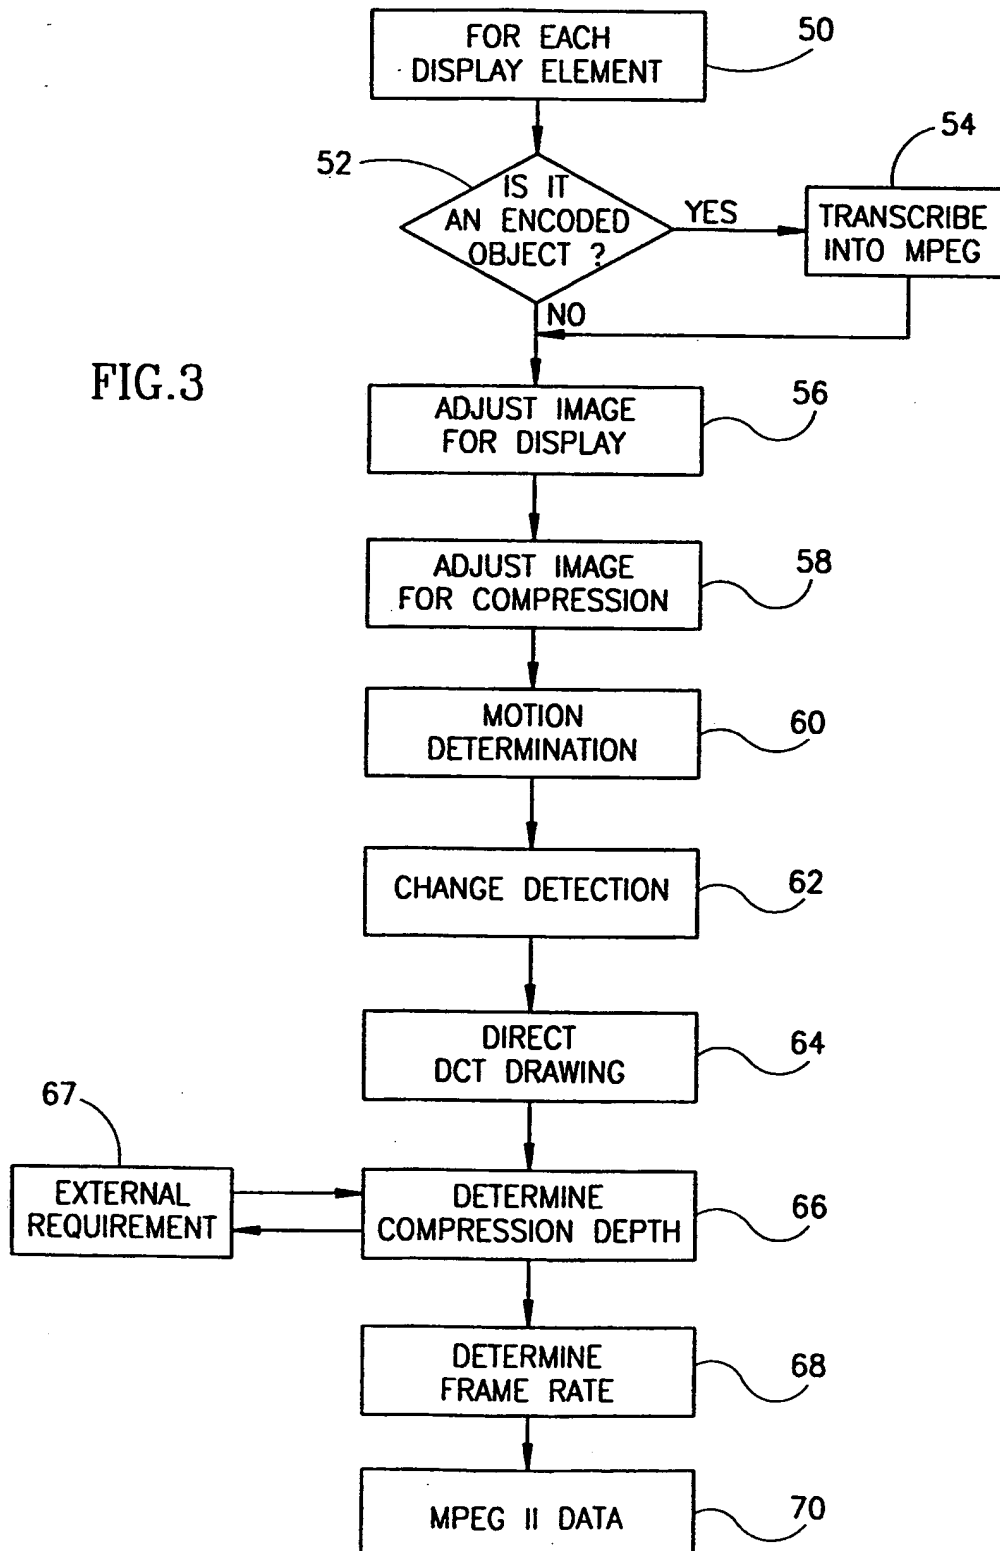 FOR EACH
DISPLAY ELEMENT
50
52
IS IT
AN ENCODED
OBJECT ?
YES
54
TRANSCRIBE
INTO MPEG
NO
FIG.3
ADJUST IMAGE
FOR DISPLAY
56
ADJUST IMAGE
FOR COMPRESSION
58
MOTION
DETERMINATION
60
CHANGE DETECTION
62
DIRECT
DCT DRAWING
64
67
EXTERNAL
REQUIREMENT
DETERMINE
COMPRESSION DEPTH
66
DETERMINE
FRAME RATE
68
MPEG II DATA
70